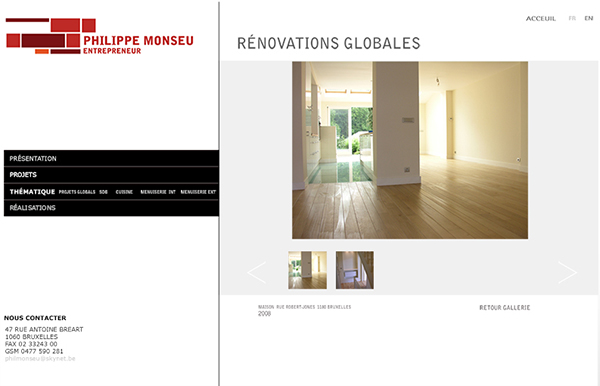 PHILIPPE MONSEU
ENTREPRENEUR
PRÉSENTATION
PROJETS
THÉMATIQUE PROJETS GLOBALS SDB CUISINE MENUISERIE INT MENUISERIE EXT
RÉALISATIONS
NOUS CONTACTER
47 RUE ANTOINE BREART
1060 BRUXELLES
FAX 02 33243 00
GSM 0477 590 281
philmonseu@skynet.be
ACCEUIL FR EN
RÉNOVATIONS GLOBALES
MAISON RUE ROBERT-JONES 1180 BRUXELLES
2008
RETOUR GALLERIE